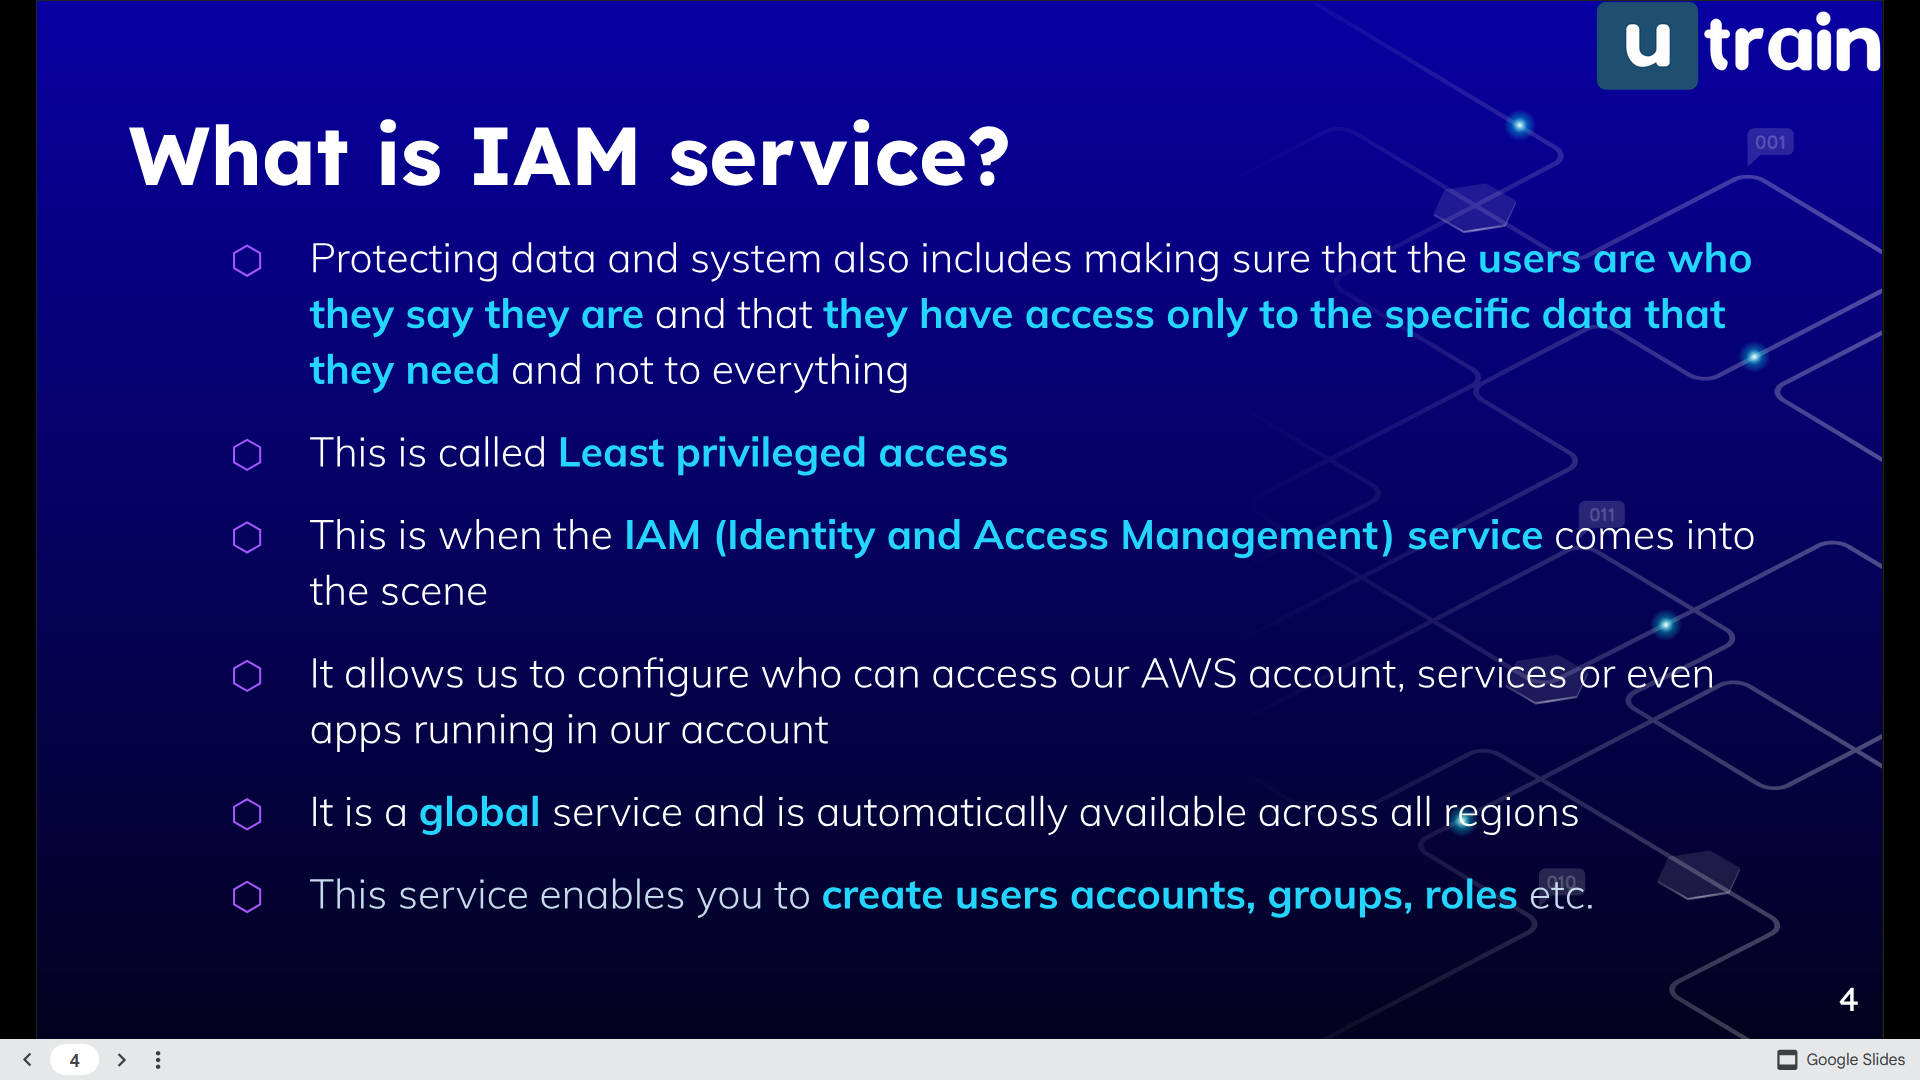 u train
001
What is IAM service?
Protecting data and system also includes making sure that the users are who
they say they are and that they have access only to the specific data that
they need and not to everything
This is called Least privileged access
011
This is when the IAM (Identity and Access Management) service comes into
the scene
It allows us to configure who can access our AWS account, services or even
apps running in our account
It is a global service and is automatically available across all regions
010
This service enables you to create users accounts, groups, roles etc.
4
4
Google Slides